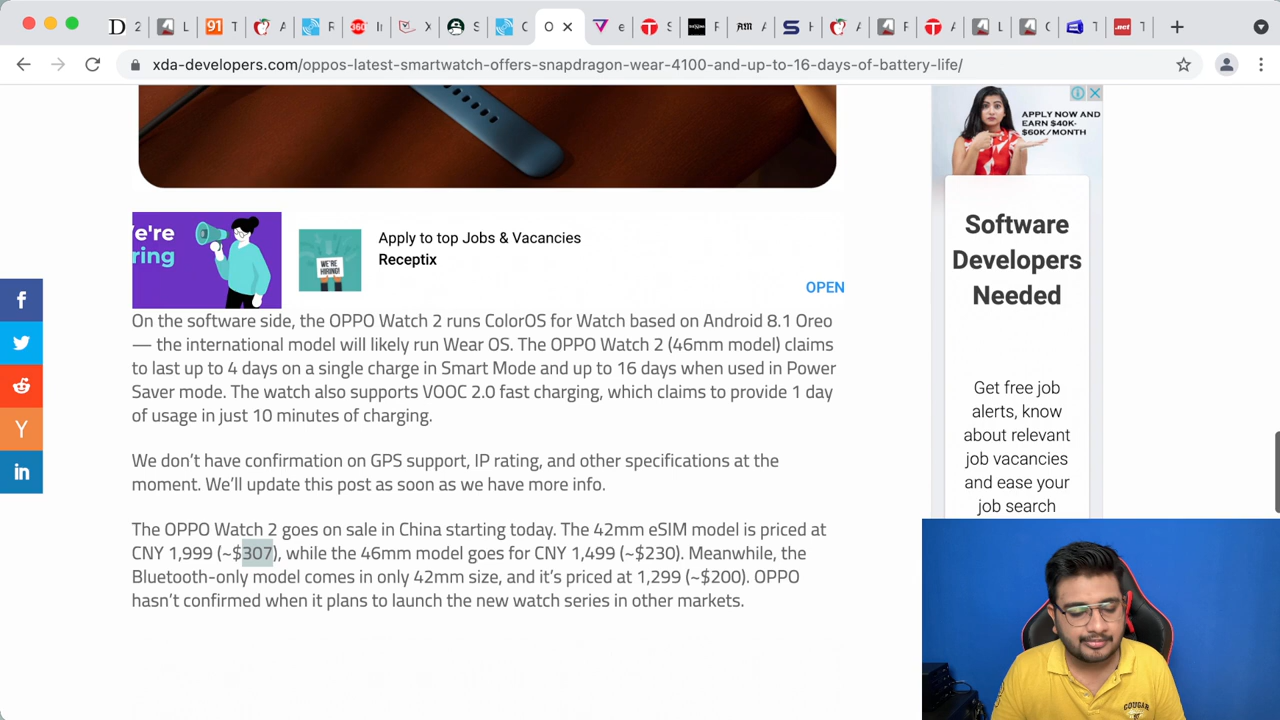 D 2
L
91 T
A
R
360° Ir
X
S
C
O ×
e
F
AM A
S H
A
F
A
L
C
T
.net T
xda-developers.com/oppos-latest-smartwatch-offers-snapdragon-wear-4100-and-up-to-16-days-of-battery-life/
APPLY NOW AND
EARN $40K-
$60K/MONTH
Software
Developers
Needed
Get free job
alerts, know
about relevant
job vacancies
and ease your
job search
e're
ring
WE'RE
HIRING!
Apply to top Jobs & Vacancies
Receptix
OPEN
On the software side, the OPPO Watch 2 runs ColorOS for Watch based on Android 8.1 Oreo
— the international model will likely run Wear OS. The OPPO Watch 2 (46mm model) claims
to last up to 4 days on a single charge in Smart Mode and up to 16 days when used in Power
Saver mode. The watch also supports VOOC 2.0 fast charging, which claims to provide 1 day
of usage in just 10 minutes of charging.
We don't have confirmation on GPS support, IP rating, and other specifications at the
moment. We'll update this post as soon as we have more info.
The OPPO Watch 2 goes on sale in China starting today. The 42mm eSIM model is priced at
CNY 1,999 (~$307), while the 46mm model goes for CNY 1,499 (~$230). Meanwhile, the
Bluetooth-only model comes in only 42mm size, and it's priced at 1,299 (~$200). OPPO
hasn't confirmed when it plans to launch the new watch series in other markets.
f
Y
in
COUGAR